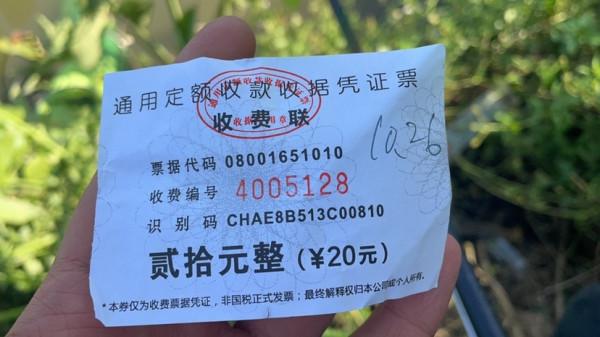 通用定额收款收据凭证票
收费联
10.26
票据代码 08001651010
收费编号 4005128
识别码 CHAE8B513C00810
贰拾元整（￥20元）
*本券仅为收费票据凭证，非国税正式发票；最终解释权归本公司或个人所有。